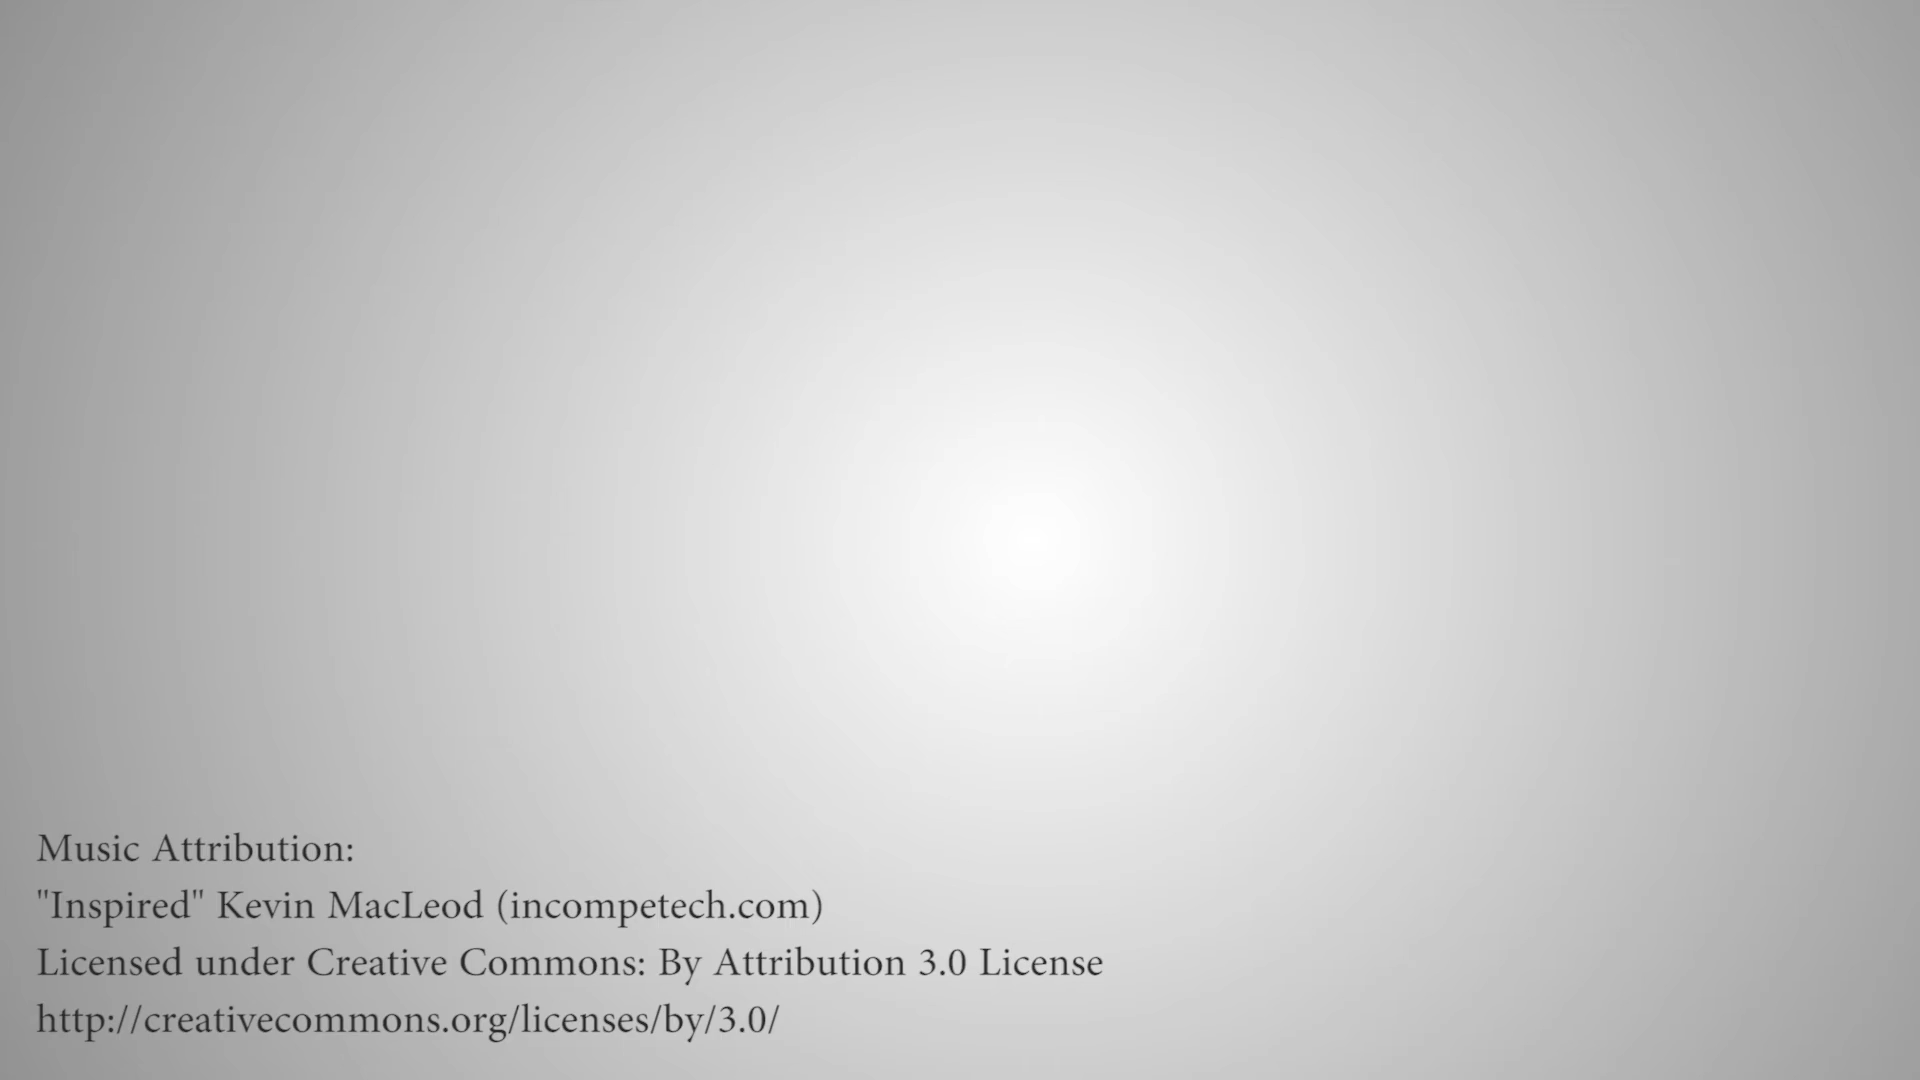 Music Attribution:
"Inspired" Kevin MacLeod (incompetech.com)
Licensed under Creative Commons: By Attribution 3.0 License
http://creativecommons.org/licenses/by/3.0/